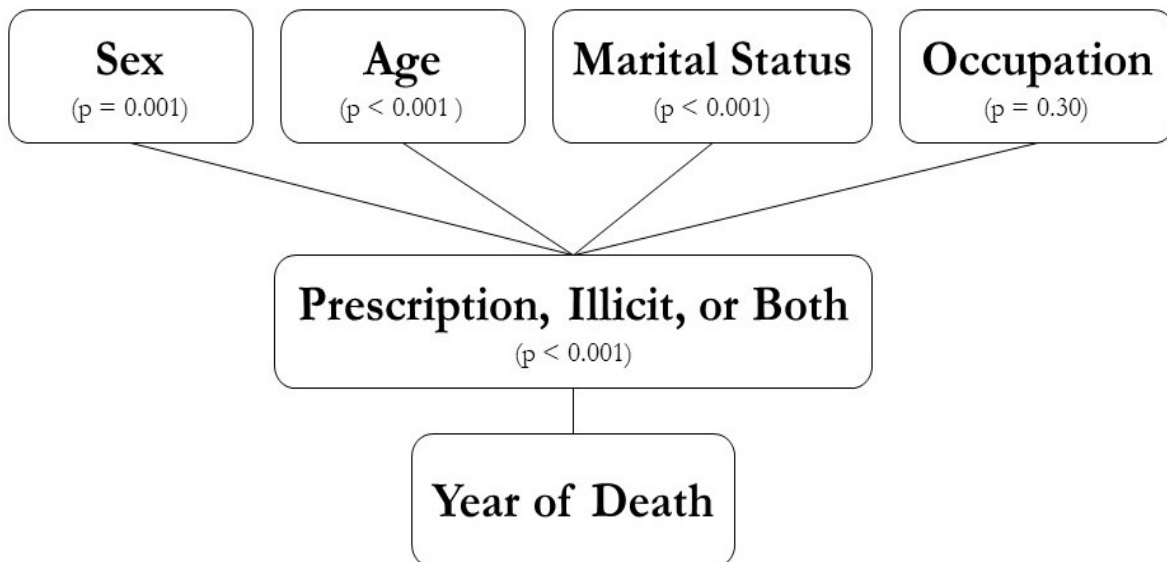 Sex
(p = 0.001)
Age
(p < 0.001 )
Marital Status
(p < 0.001)
Occupation
(p = 0.30)
Prescription, Illicit, or Both
(p < 0.001)
Year of Death